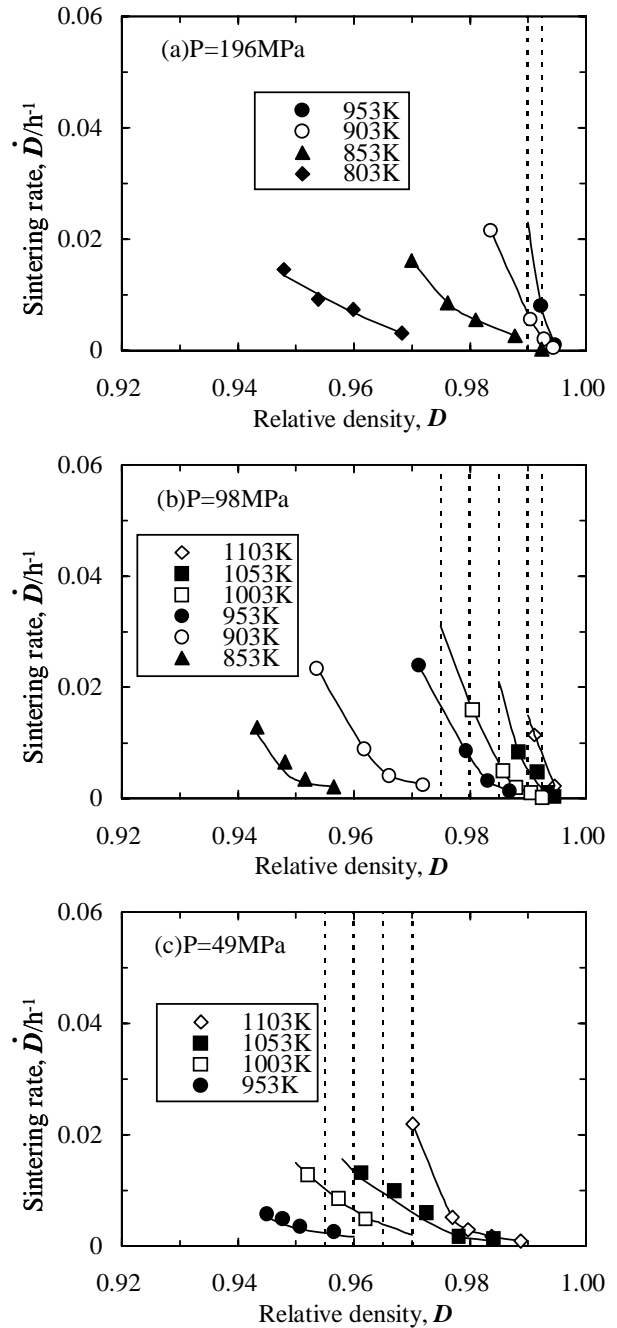 0.06
(a)P=196MPa
953K
903K
853K
803K
0.04
0.02
0
Sintering rate, Ḋ/h-1
0.92 0.94 0.96 0.98 1.00
Relative density, D
0.06
(b)P=98MPa
1103K
1053K
1003K
953K
903K
853K
0.04
0.02
0
Sintering rate, Ḋ/h-1
0.92 0.94 0.96 0.98 1.00
Relative density, D
0.06
(c)P=49MPa
1103K
1053K
1003K
953K
0.04
0.02
0
Sintering rate, Ḋ/h-1
0.92 0.94 0.96 0.98 1.00
Relative density, D